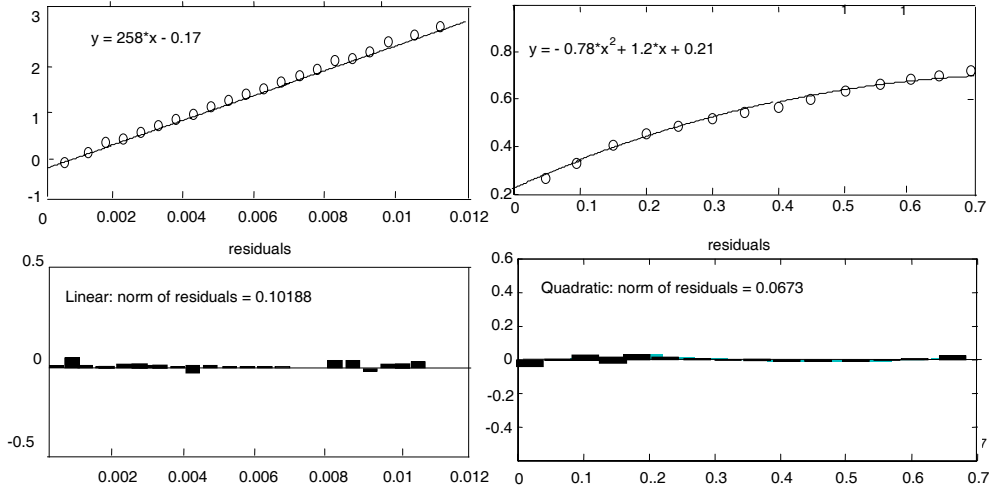 3
2
1
0
-1
y = 258*x - 0.17
0 0.002 0.004 0.006 0.008 0.01 0.012
1 1
0.8
0.6
0.4
0.2
y = - 0.78*x²+ 1.2*x + 0.21
0 0.1 0.2 0.3 0.4 0.5 0.6 0.7
residuals
0.5
0
-0.5
Linear: norm of residuals = 0.10188
0.002 0.004 0.006 0.008 0.01 0.012
residuals
0.6
0.4
0.2
0
-0.2
-0.4
Quadratic: norm of residuals = 0.0673
7
0 0.1 0.2 0.3 0.4 0.5 0.6 0.7